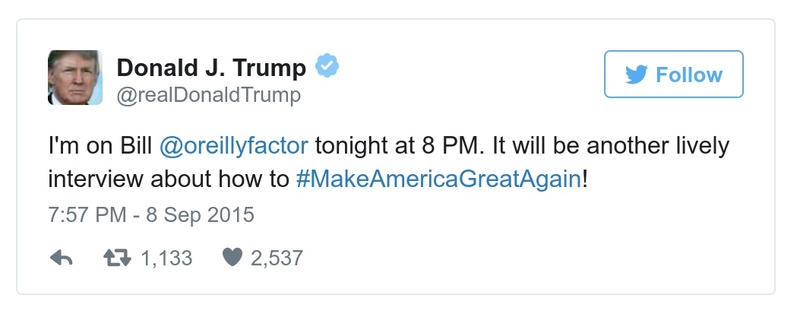 Donald J. Trump
@realDonaldTrump
Follow
I'm on Bill @oreillyfactor tonight at 8 PM. It will be another lively
interview about how to #MakeAmericaGreatAgain!
7:57 PM - 8 Sep 2015
1,133 2,537